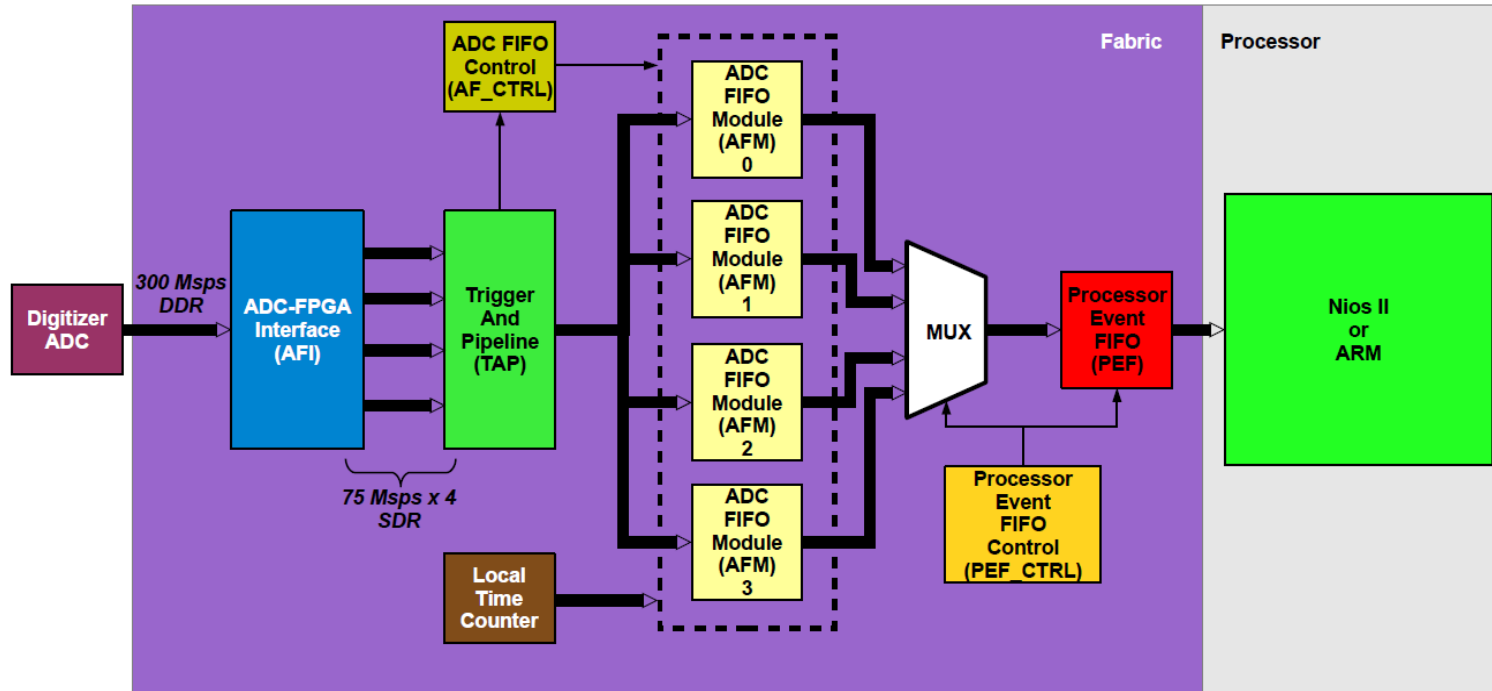 Fabric
Processor
ADC FIFO
Control
(AF_CTRL)
ADC
FIFO
Module
(AFM)
0
ADC
FIFO
Module
(AFM)
1
ADC
FIFO
Module
(AFM)
2
ADC
FIFO
Module
(AFM)
3
300 Msps
DDR
Digitizer
ADC
ADC-FPGA
Interface
(AFI)
Trigger
And
Pipeline
(TAP)
75 Msps x 4
SDR
Local
Time
Counter
MUX
Processor
Event
FIFO
(PEF)
Processor
Event
FIFO
Control
(PEF_CTRL)
Nios II
or
ARM